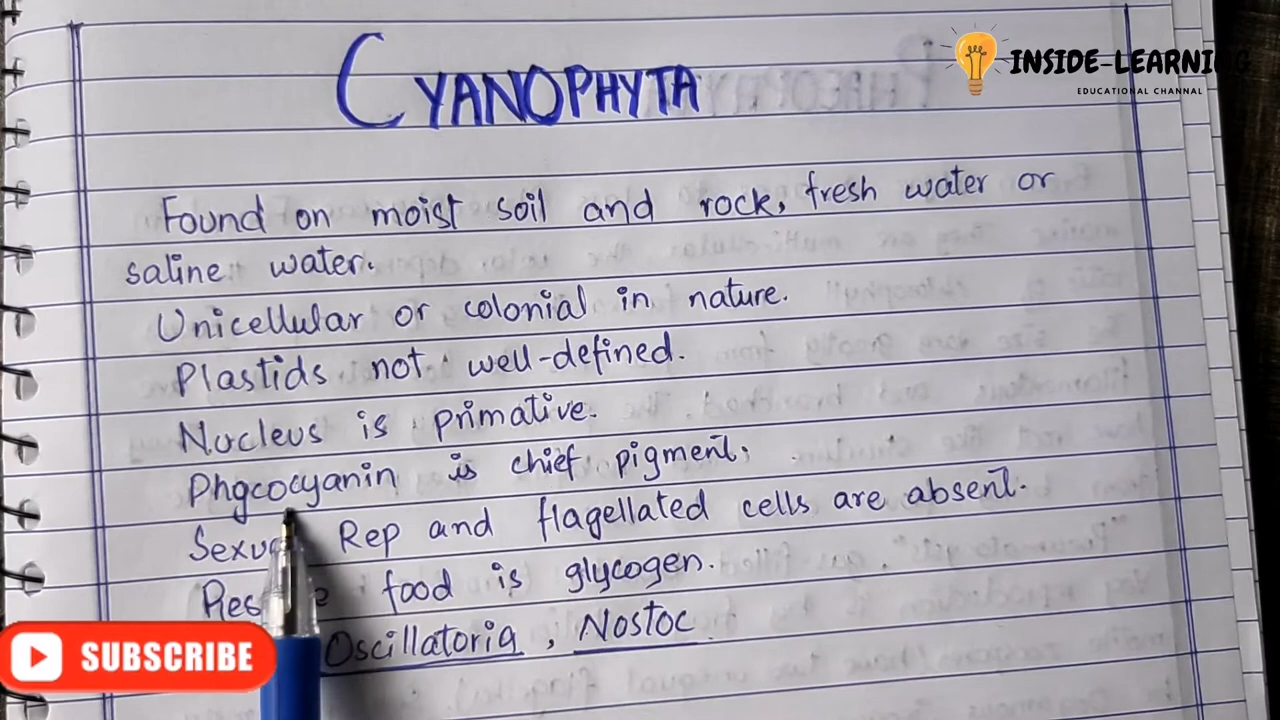 CYANOPHYTA
INSIDE-LEARNING
EDUCATIONAL CHANNEL
Found on moist soil and rock, fresh water or
saline water.
Unicellular or colonial in nature.
Plastids not well-defined.
Nucleus is primative.
Phgcocyanin is chief pigment.
Rep and flagellated cells are absent.
food is glycogen.
Oscillatoria, Nostoc
SUBSCRIBE